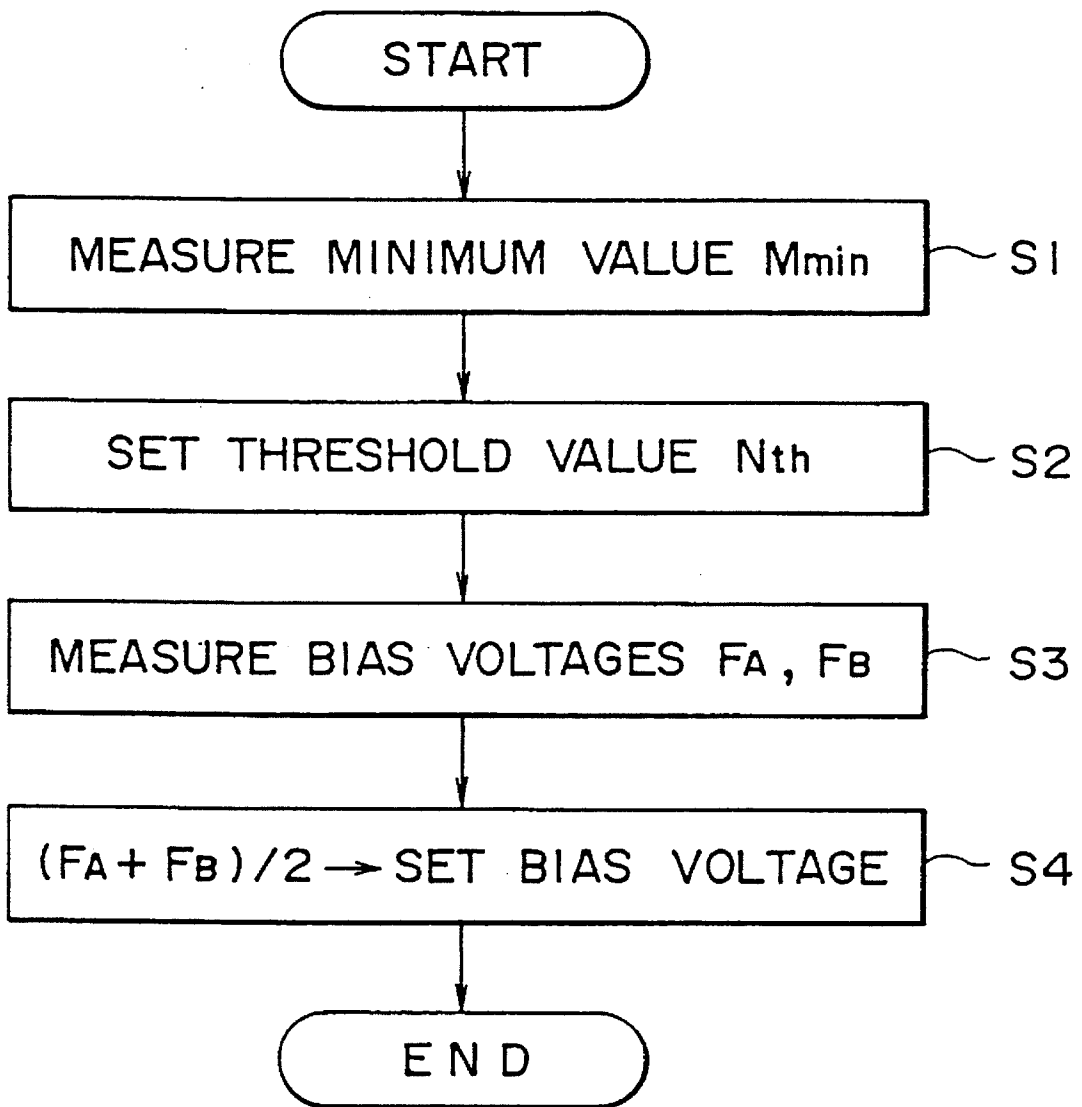 START
MEASURE MINIMUM VALUE Mmin
S1
SET THRESHOLD VALUE Nth
S2
MEASURE BIAS VOLTAGES FA, FB
S3
(FA + FB)/2 → SET BIAS VOLTAGE
S4
END